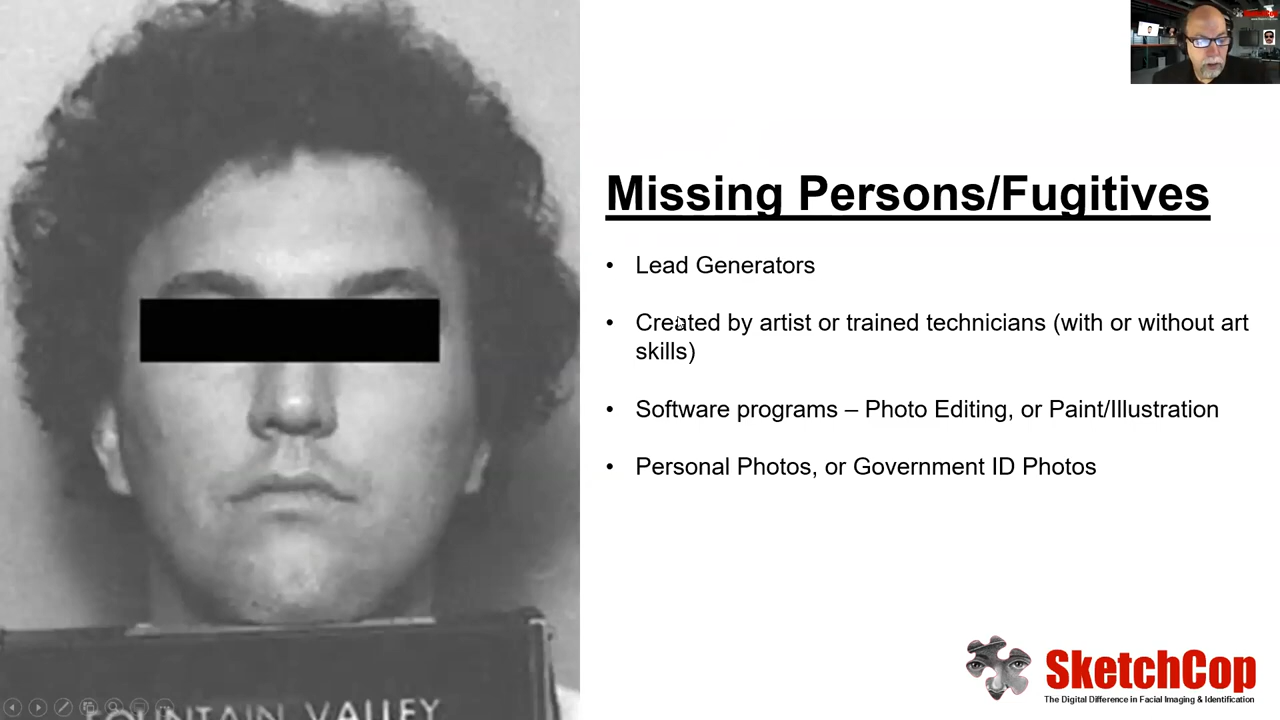 Missing Persons/Fugitives
• Lead Generators
• Created by artist or trained technicians (with or without art
skills)
• Software programs – Photo Editing, or Paint/Illustration
• Personal Photos, or Government ID Photos
FOUNTAIN VALLEY
SketchCop
The Digital Difference in Facial Imaging & Identification